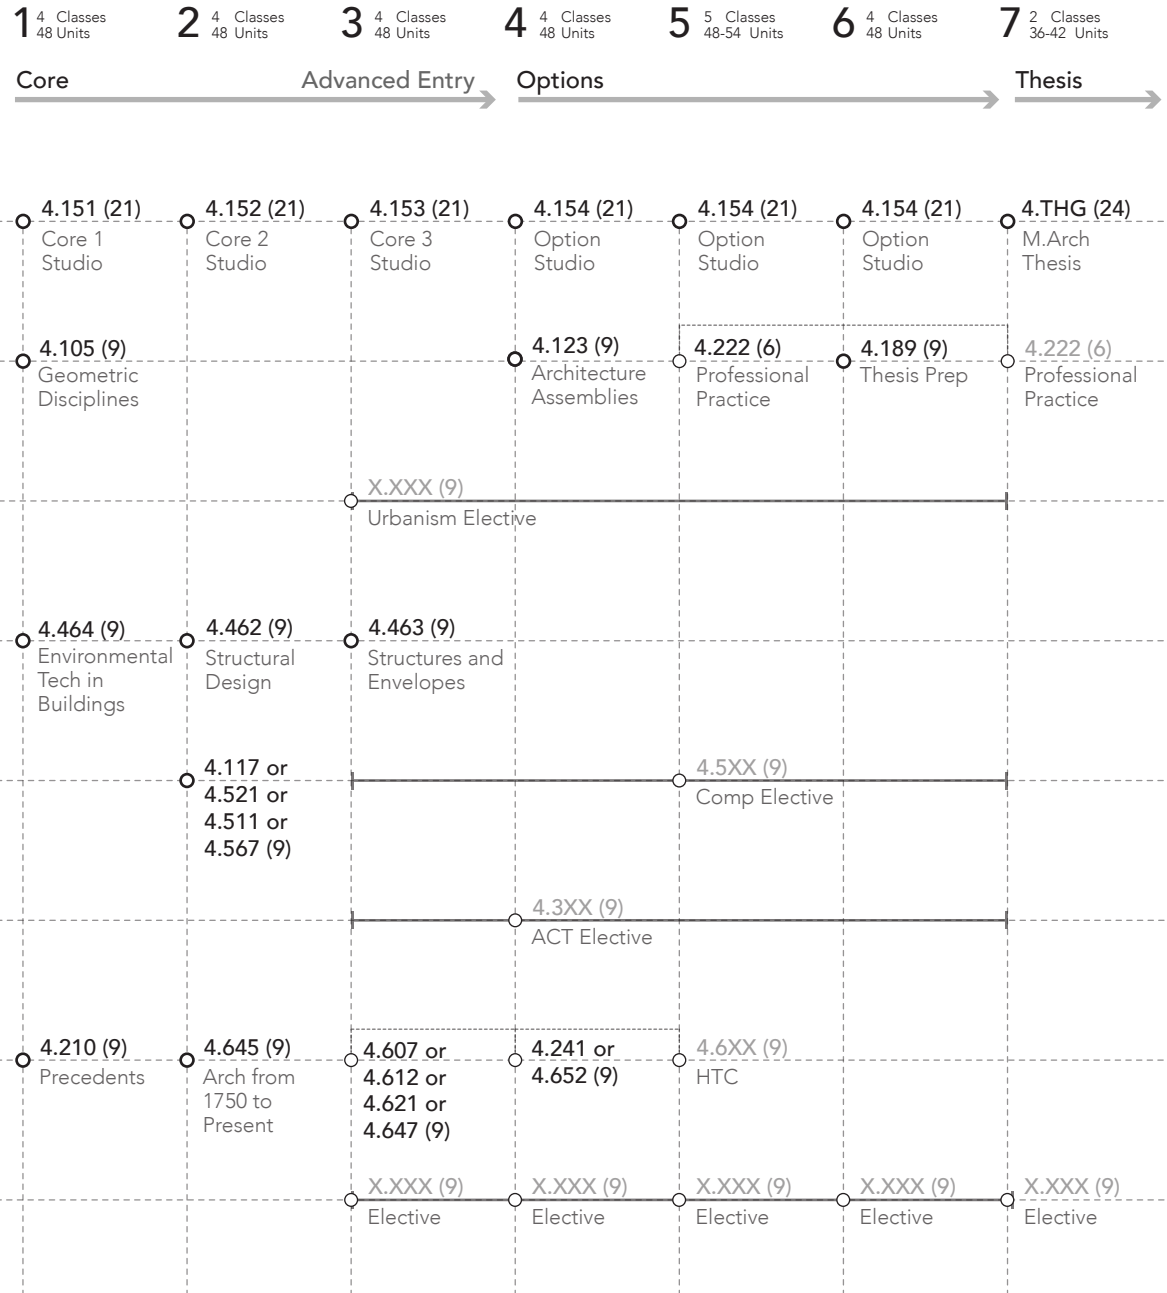 1 4 Classes 48 Units
2 4 Classes 48 Units
3 4 Classes 48 Units
4 4 Classes 48 Units
5 5 Classes 48-54 Units
6 4 Classes 48 Units
7 2 Classes 36-42 Units
Core Advanced Entry Options Thesis
4.151 (21) 4.152 (21) 4.153 (21) 4.154 (21) 4.154 (21) 4.154 (21) 4.THG (24)
Core 1 Core 2 Core 3 Option Option Option M.Arch
Studio Studio Studio Studio Studio Studio Thesis
4.105 (9) 4.123 (9) 4.222 (6) 4.189 (9) 4.222 (6)
Geometric Architecture Professional Thesis Prep Professional
Disciplines Assemblies Practice Practice
X.XXX (9)
Urbanism Elective
4.464 (9) 4.462 (9) 4.463 (9)
Environmental Structural Structures and
Tech in Design Envelopes
Buildings
4.117 or 4.5XX (9)
4.521 or Comp Elective
4.511 or
4.567 (9)
4.3XX (9)
ACT Elective
4.210 (9) 4.645 (9) 4.607 or 4.241 or 4.6XX (9)
Precedents Arch from 4.612 or 4.652 (9) HTC
1750 to 4.621 or
Present 4.647 (9)
X.XXX (9) X.XXX (9) X.XXX (9) X.XXX (9) X.XXX (9)
Elective Elective Elective Elective Elective